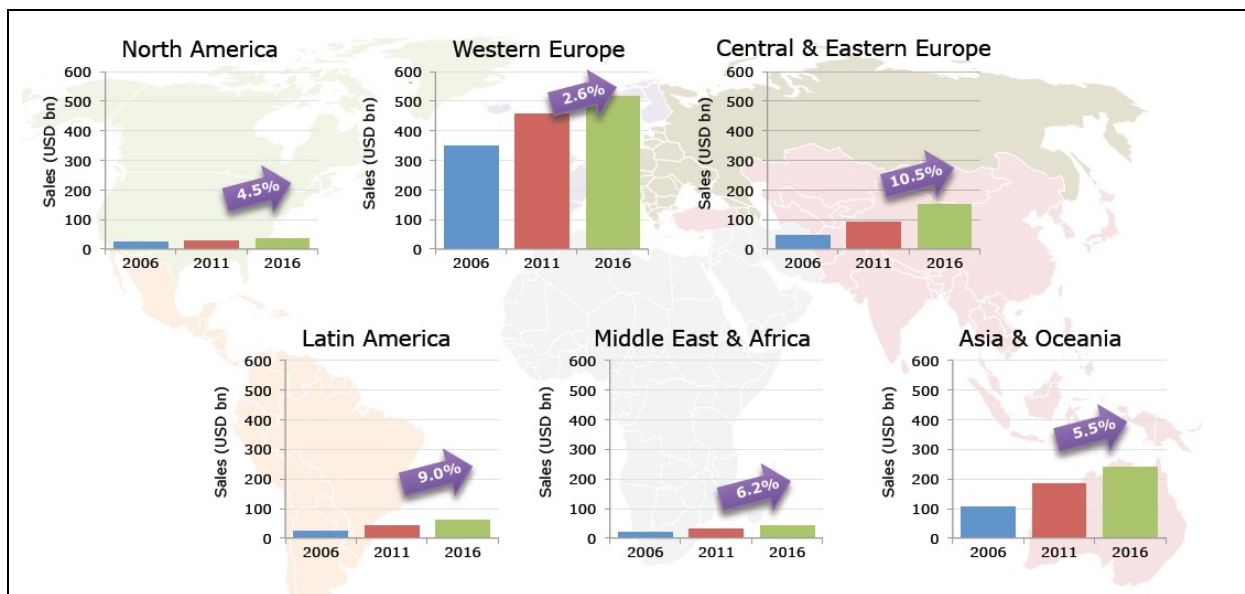 North America
Western Europe
Central & Eastern Europe
Sales (USD bn)
600
500
400
300
200
100
0
4.5%
2006 2011 2016
Sales (USD bn)
600
500
400
300
200
100
0
2.6%
2006 2011 2016
Sales (USD bn)
600
500
400
300
200
100
0
10.5%
2006 2011 2016
Latin America
Middle East & Africa
Asia & Oceania
Sales (USD bn)
600
500
400
300
200
100
0
9.0%
2006 2011 2016
Sales (USD bn)
600
500
400
300
200
100
0
6.2%
2006 2011 2016
Sales (USD bn)
600
500
400
300
200
100
0
5.5%
2006 2011 2016